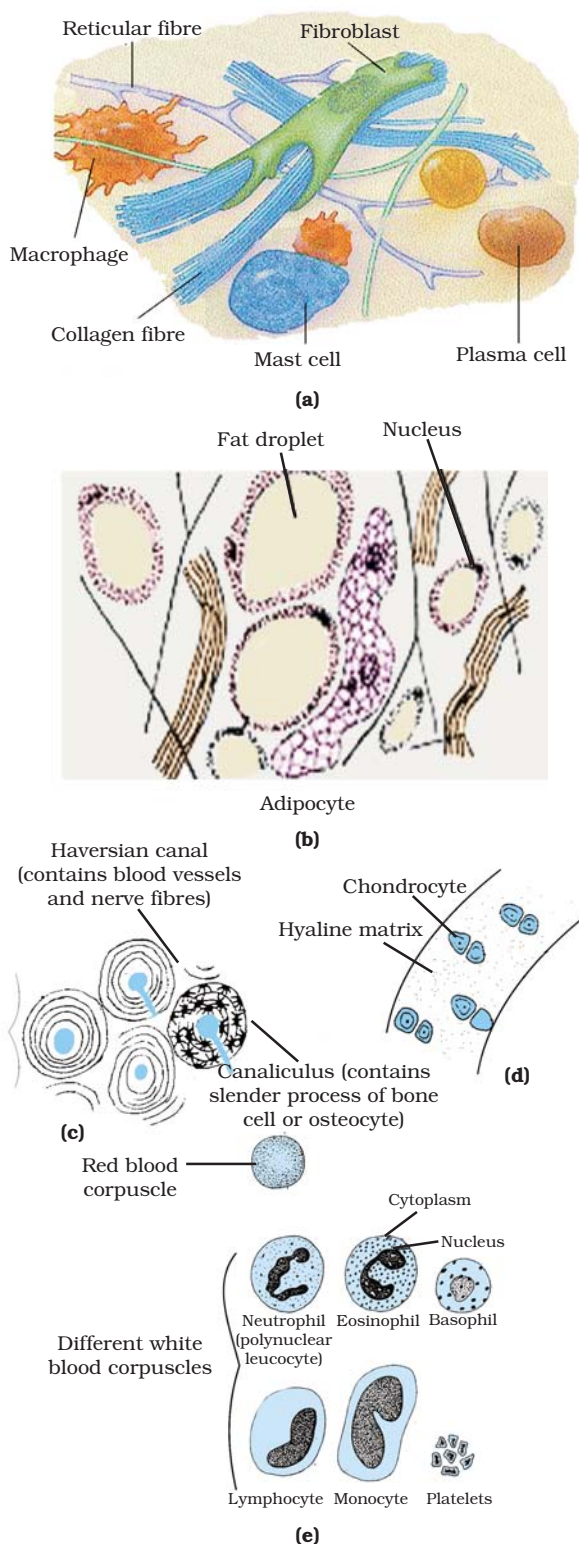 Reticular fibre
Fibroblast
Macrophage
Collagen fibre
Mast cell
Plasma cell
(a)
Fat droplet
Nucleus
Adipocyte
(b)
Haversian canal
(contains blood vessels
and nerve fibres)
Chondrocyte
Hyaline matrix
Canaliculus (contains
slender process of bone
cell or osteocyte)
(c)
(d)
Red blood
corpuscle
Cytoplasm
Nucleus
Neutrophil
(polynuclear
leucocyte)
Eosinophil
Basophil
Different white
blood corpuscles
Lymphocyte
Monocyte
Platelets
(e)